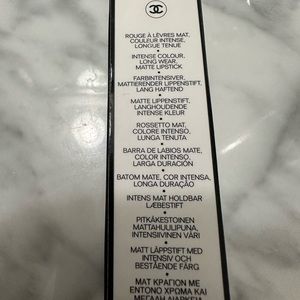 ROUGE À LÈVRES MAT,
COULEUR INTENSE,
LONGUE TENUE
•
INTENSE COLOUR,
LONG WEAR,
MATTE LIPSTICK
•
FARBINTENSIVER,
MATTIERENDER LIPPENSTIFT,
LANG HAFTEND
•
MATTE LIPPENSTIFT,
LANGHOUDENDE
INTENSE KLEUR
•
ROSSETTO MAT,
COLORE INTENSO,
LUNGA TENUTA
•
BARRA DE LABIOS MATE,
COLOR INTENSO,
LARGA DURACIÓN
•
BATOM MATE, COR INTENSA,
LONGA DURAÇÃO
•
INTENS MAT HOLDBAR
LÆBESTIFT
•
PITKÄKESTOINEN
MATTAHUULIPUNA,
INTENSIIVINEN VÄRI
•
MATT LÄPPSTIFT MED
INTENSIV OCH
BESTÅENDE FÄRG
•
ΜΑΤ ΚΡΑΓΙΟΝ ΜΕ
ΕΝΤΟΝΟ ΧΡΩΜΑ ΚΑΙ
ΜΕΓΑΛΗ ΔΙΑΡΚΕΙΑ